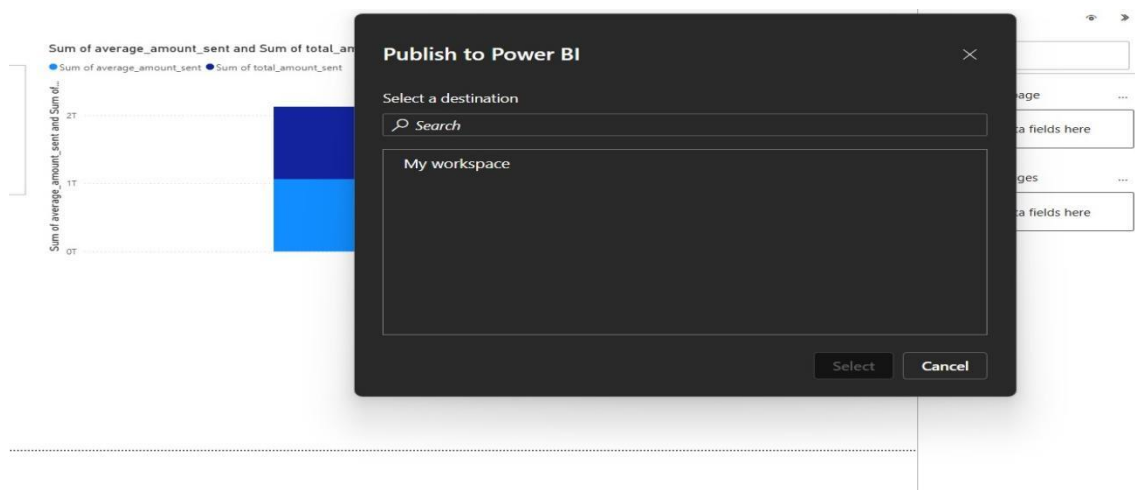 Sum of average_amount_sent and Sum of total_am
Sum of average_amount_sent Sum of total_amount_sent
Sum of average_amount_sent and Sum of...
2T
1T
0T
Publish to Power BI
Select a destination
Search
My workspace
Select
Cancel
age
...
ta fields here
ges
...
ta fields here